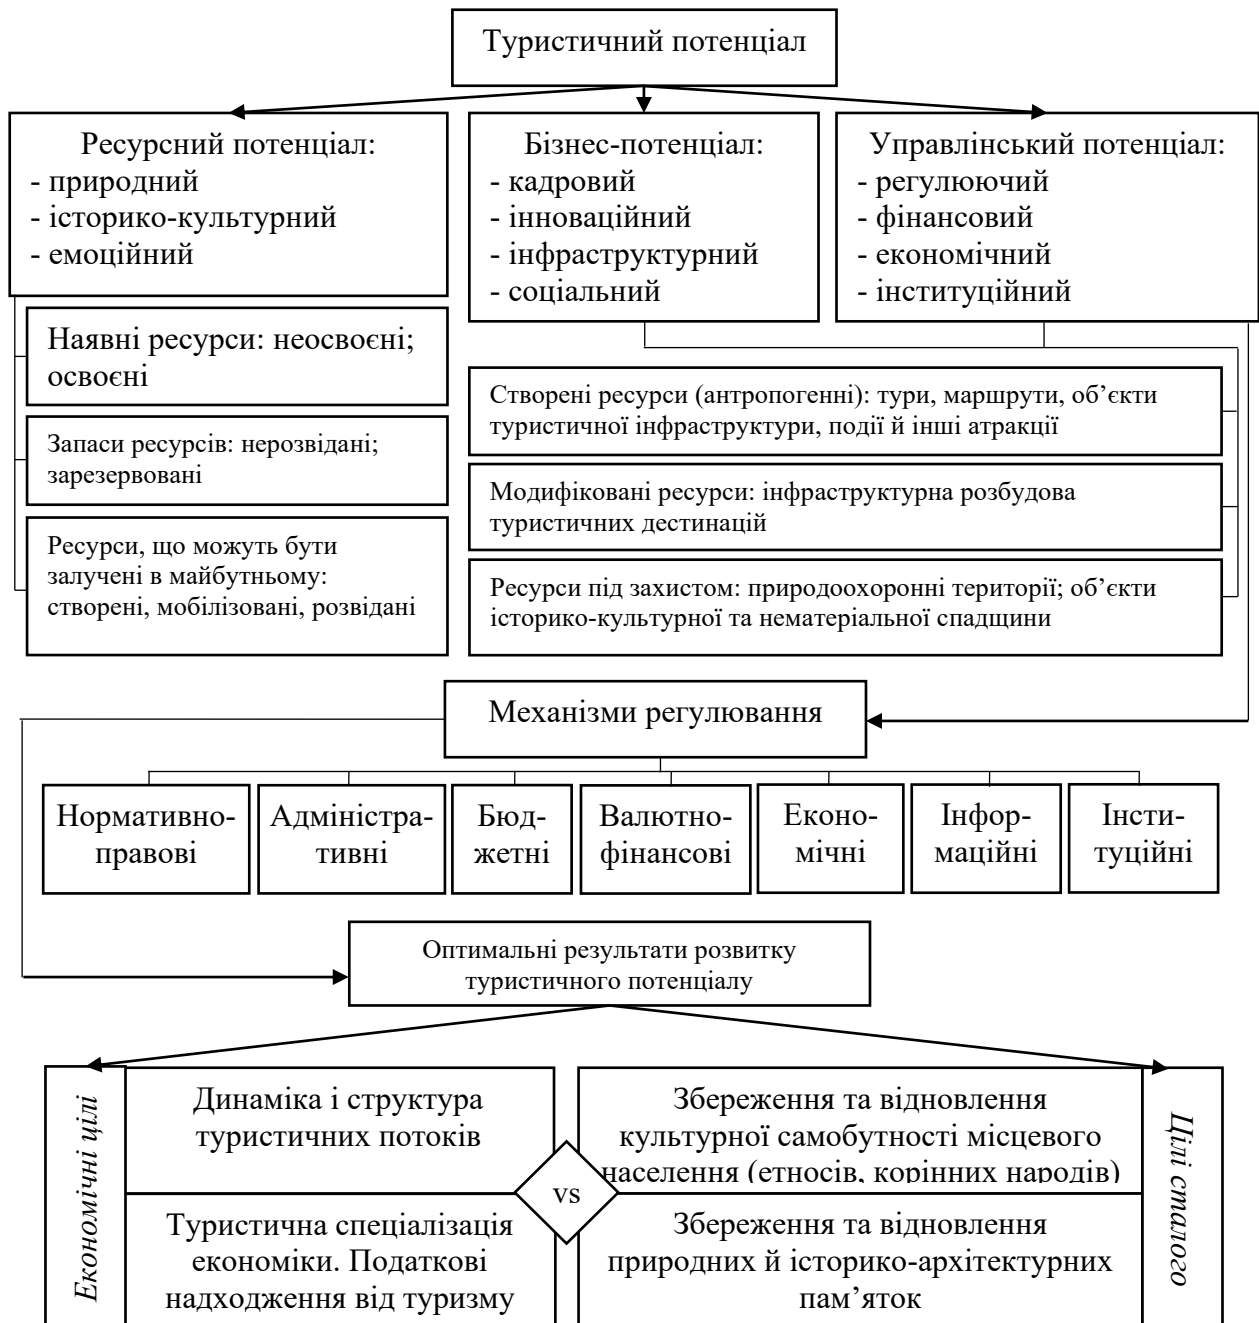 Туристичний потенціал
Ресурсний потенціал:
- природний
- історико-культурний
- емоційний
Бізнес-потенціал:
- кадровий
- інноваційний
- інфраструктурний
- соціальний
Управлінський потенціал:
- регулюючий
- фінансовий
- економічний
- інституційний
Наявні ресурси: неосвоєні;
освоєні
Запаси ресурсів: нерозвідані;
зарезервовані
Ресурси, що можуть бути
залучені в майбутньому:
створені, мобілізовані, розвідані
Створені ресурси (антропогенні): тури, маршрути, об’єкти
туристичної інфраструктури, події й інші атракції
Модифіковані ресурси: інфраструктурна розбудова
туристичних дестинацій
Ресурси під захистом: природоохоронні території; об’єкти
історико-культурної та нематеріальної спадщини
Механізми регулювання
Нормативно-
правові
Адміністра-
тивні
Бюд-
жетні
Валютно-
фінансові
Еконо-
мічні
Інфор-
маційні
Інсти-
туційні
Оптимальні результати розвитку
туристичного потенціалу
Економічні цілі
Динаміка і структура
туристичних потоків
Туристична спеціалізація
економіки. Податкові
надходження від туризму
vs
Збереження та відновлення
культурної самобутності місцевого
населення (етносів, корінних народів)
Збереження та відновлення
природних й історико-архітектурних
пам’яток
Цілі сталого